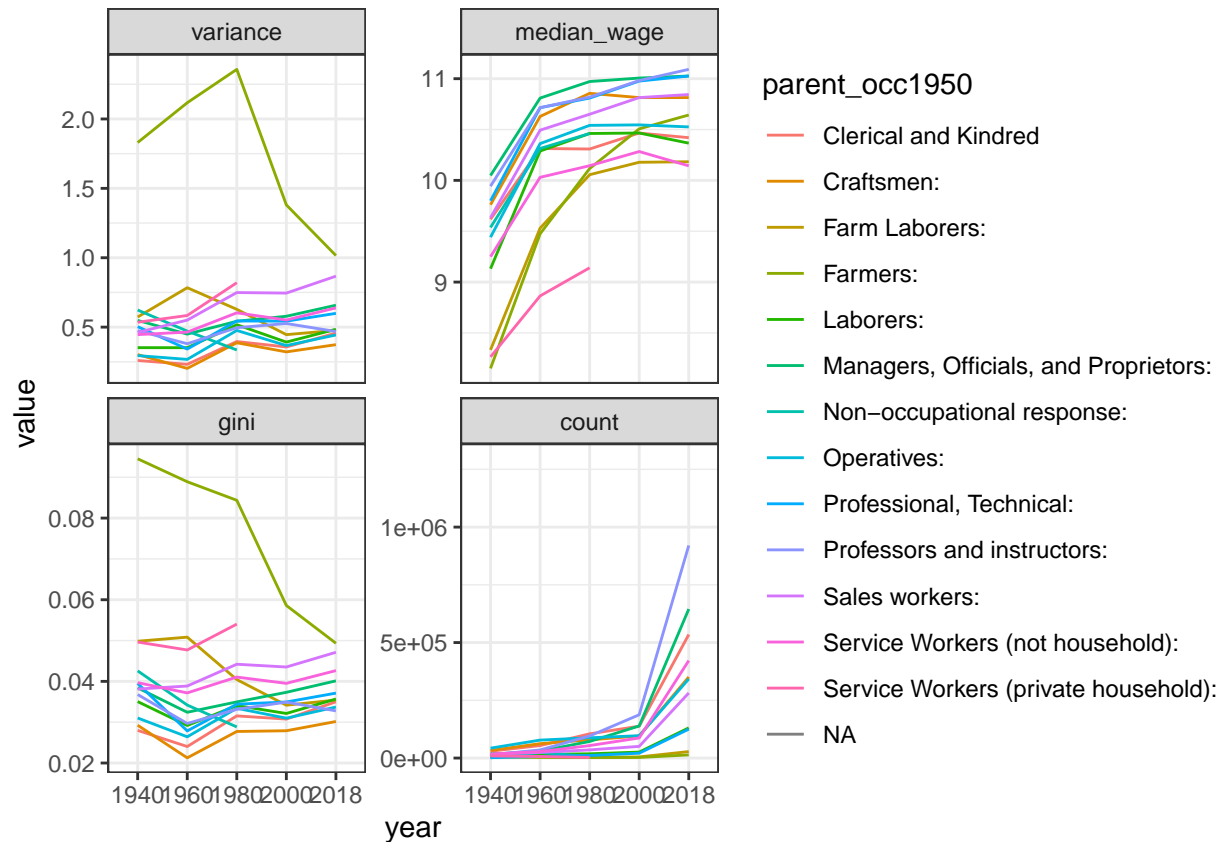 variance
median_wage
2.0
1.5
1.0
0.5
11
10
9
gini
count
0.08
0.06
0.04
0.02
1e+06
5e+05
0e+00
1940 1960 1980 2000 2018
1940 1960 1980 2000 2018
year
value
parent_occ1950
Clerical and Kindred
Craftsmen:
Farm Laborers:
Farmers:
Laborers:
Managers, Officials, and Proprietors:
Non−occupational response:
Operatives:
Professional, Technical:
Professors and instructors:
Sales workers:
Service Workers (not household):
Service Workers (private household):
NA